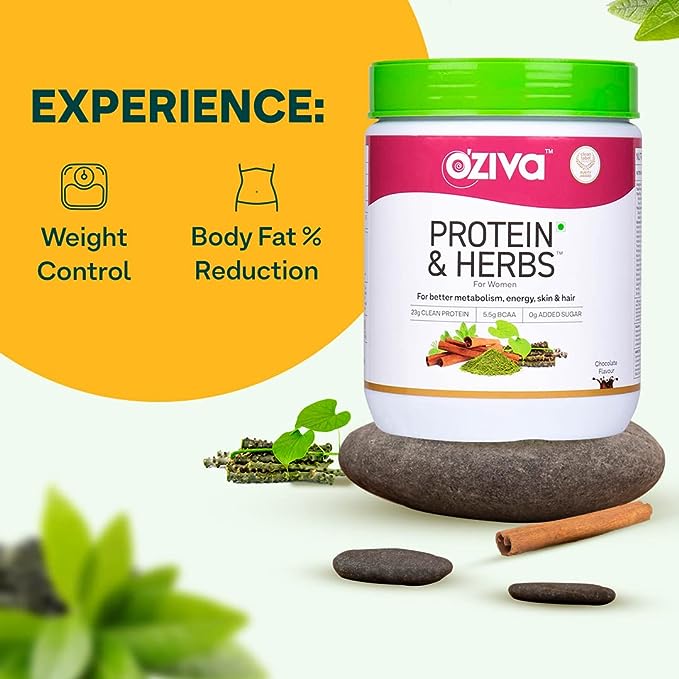 EXPERIENCE:
Weight
Control
Body Fat %
Reduction
O'ZIVA™
PROTEIN
& HERBS™
For Women
For better metabolism, energy, skin & hair
23g CLEAN PROTEIN
5.5g BCAA
0g ADDED SUGAR
Chocolate
Flavour